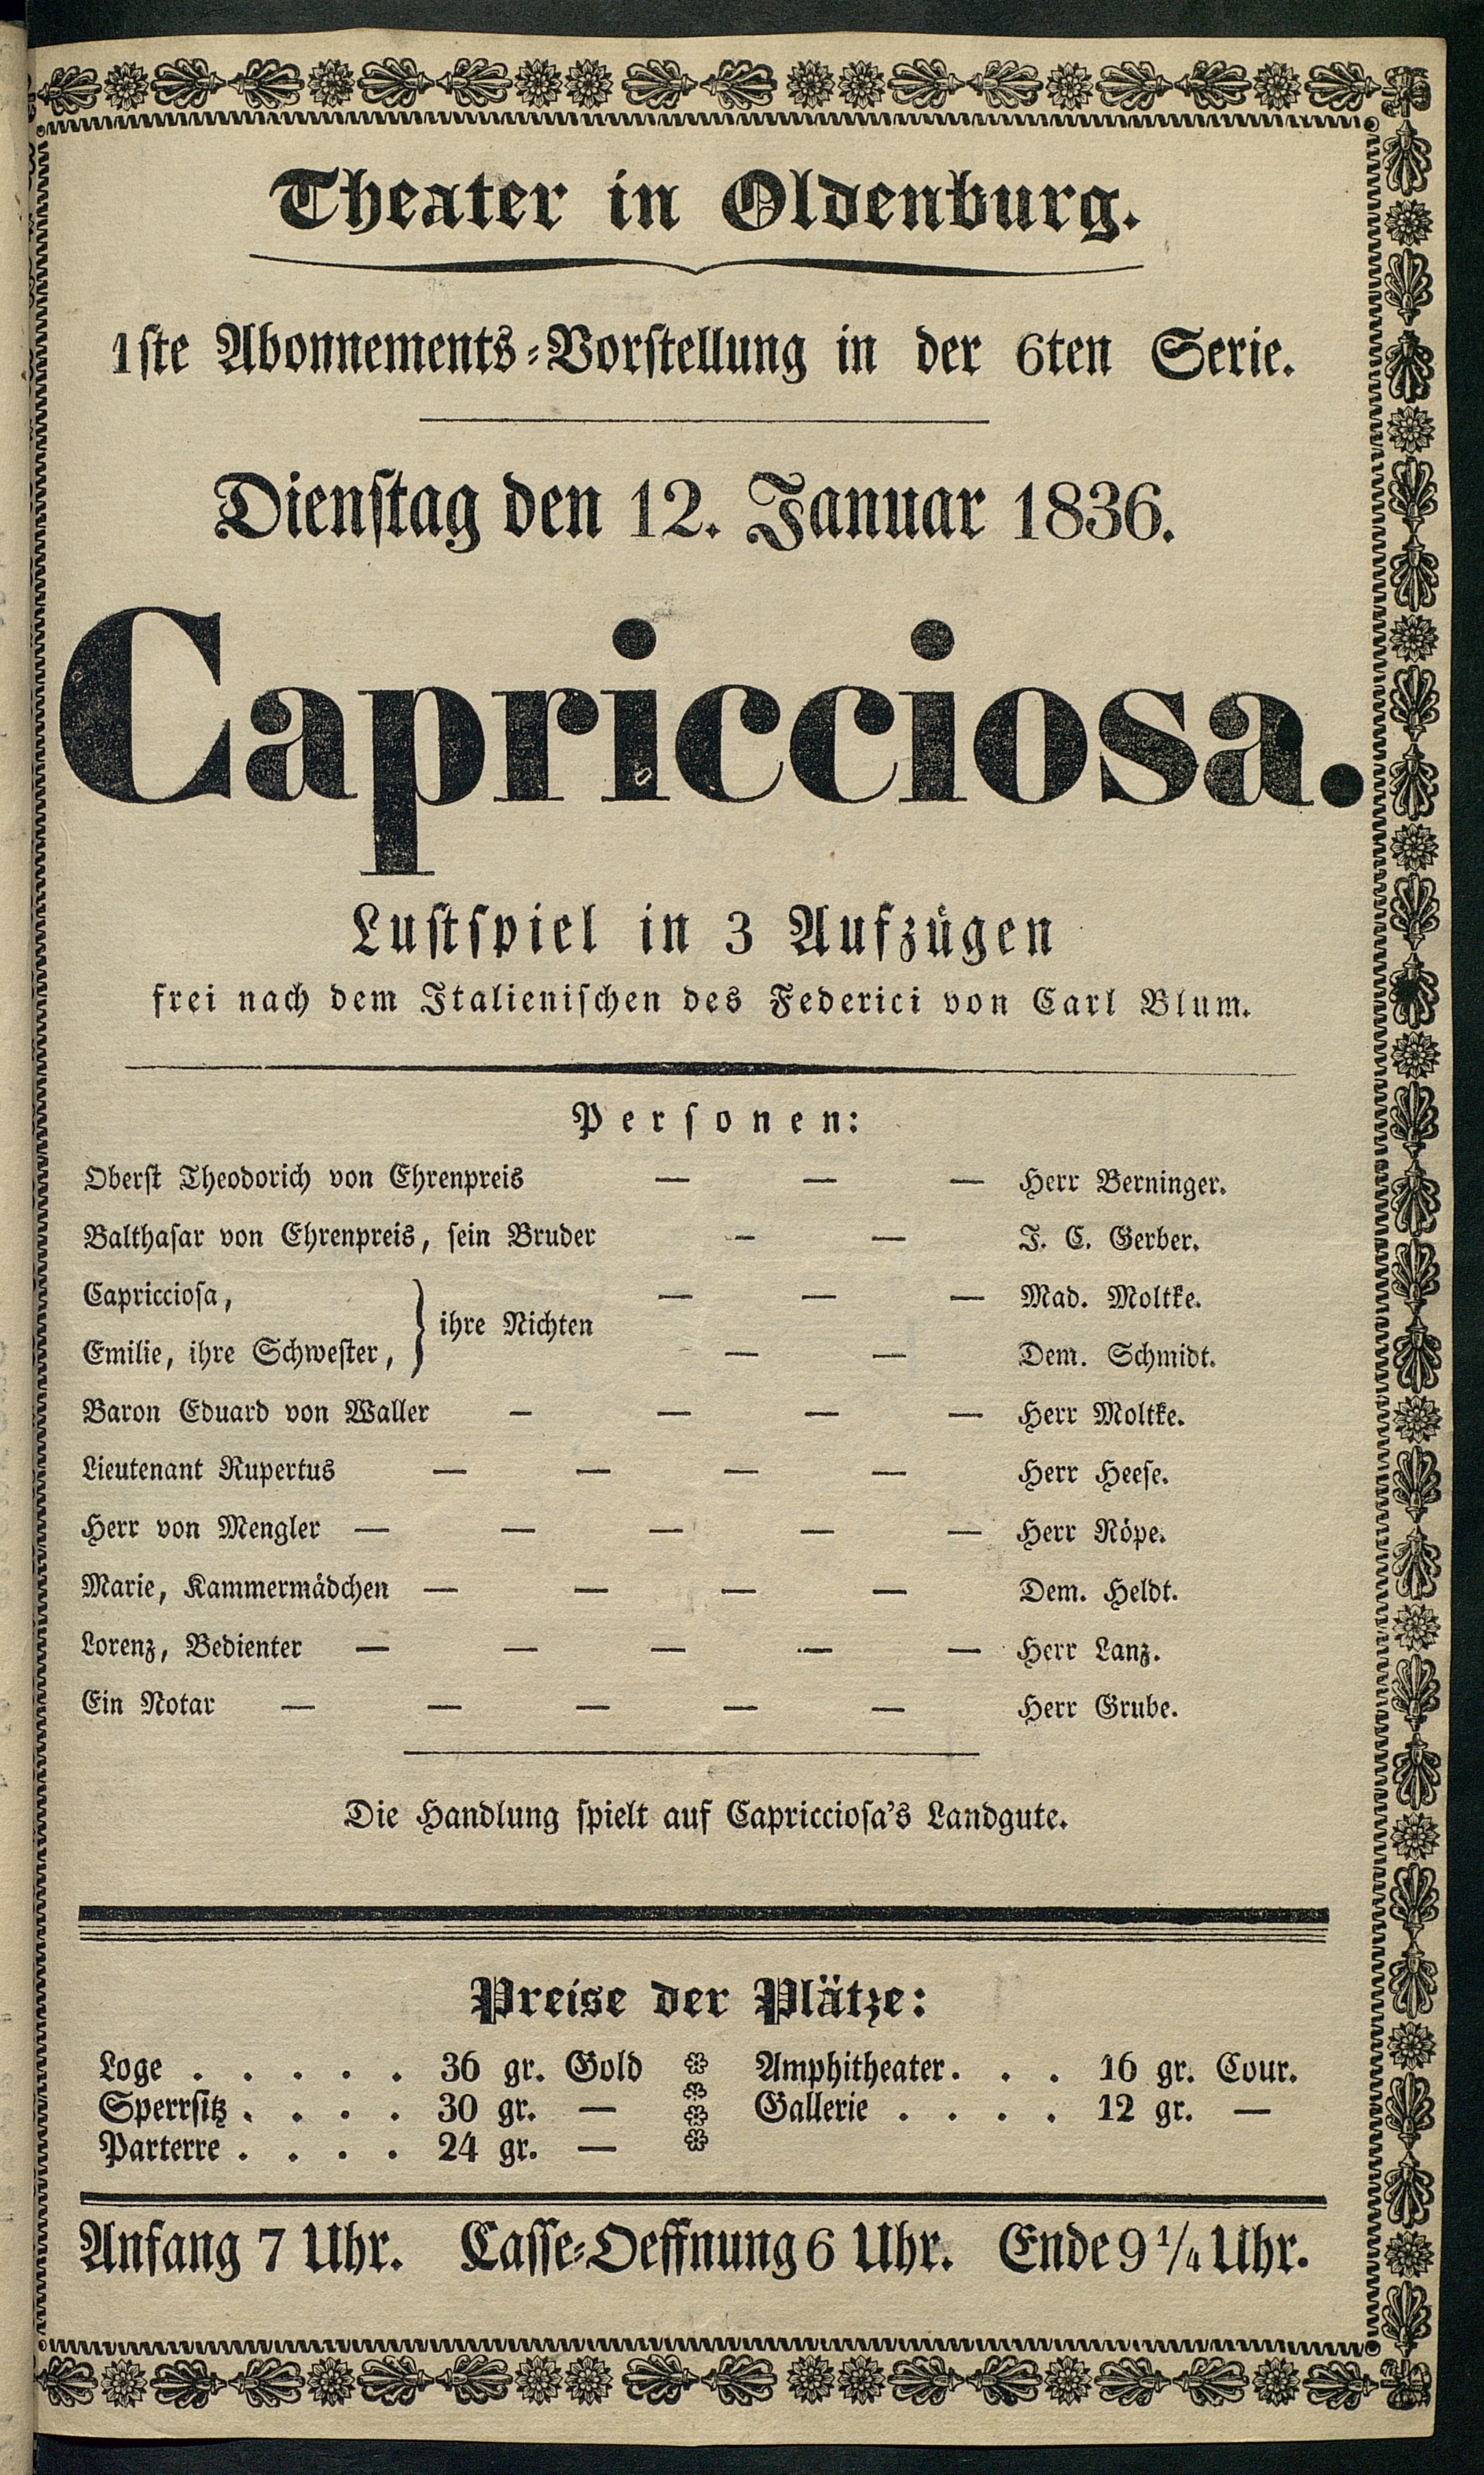 Theater in Oldenburg.
1ste Abonnements-Vorstellung in der 6ten Serie.
Dienstag den 12. Januar 1836.
Capricciosa.
Lustspiel in 3 Aufzügen
frei nach dem Italienischen des Federici von Carl Blum.
Personen:
Oberst Theodorich von Ehrenpreis — — — Herr Berninger.
Balthasar von Ehrenpreis, sein Bruder — — J. C. Gerber.
Capricciosa, } ihre Nichten — — — Mad. Moltke.
Emilie, ihre Schwester, — — Dem. Schmidt.
Baron Eduard von Waller — — — — Herr Moltke.
Lieutenant Rupertus — — — — Herr Heese.
Herr von Mengler — — — — — Herr Röpe.
Marie, Kammermädchen — — — — Dem. Heldt.
Lorenz, Bedienter — — — — — Herr Lanz.
Ein Notar — — — — — Herr Grube.
Die Handlung spielt auf Capricciosa's Landgute.
Preise der Plätze:
Loge . . . . . 36 gr. Gold
Sperrsitz . . . . 30 gr. —
Parterre . . . . 24 gr. —
Amphitheater . . . 16 gr. Cour.
Gallerie . . . . 12 gr. —
Anfang 7 Uhr. Casse-Oeffnung 6 Uhr. Ende 9 1/4 Uhr.